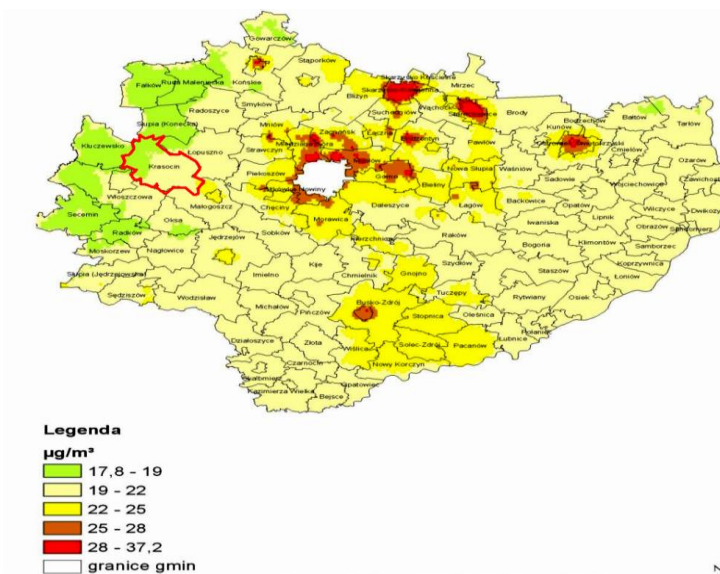 Gowarczów
Stąporków
Fałków
Ruda Maleniecka
Końskie
Skarżysko Kościelne
Mirzec
Bliżyn
Smyków
Radoszyce
Suchedniów
Wąchock
Brody
Słupia (Konecka)
Bałtów
Tarłów
Mniów
Zagnańsk
Łączna
Kunów
Bodzechów
Kluczewsko
Łopuszno
Strawczyn
Pawłów
Ćmielów
Ożarów
Krasocin
Piekoszów
Górno
Bieliny
Nowa Słupia
Waśniów
Sadowie
Wojciechowice
Włoszczowa
Małogoszcz
Chęciny
Daleszyce
Łagów
Baćkowice
Opatów
Lipnik
Wilczyce
Dwikozy
Secemin
Oksa
Morawica
Iwaniska
Obrazów
Radków
Jędrzejów
Sobków
Raków
Klimontów
Samborzec
Moskorzew
Nagłowice
Kije
Chmielnik
Szydłów
Bogoria
Koprzywnica
Słupia (Jędrzejowska)
Imielno
Gnojno
Staszów
Łoniów
Sędziszów
Wodzisław
Michałów
Pińczów
Busko-Zdrój
Tuczępy
Rytwiany
Osiek
Stopnica
Oleśnica
Działoszyce
Złota
Wiślica
Solec-Zdrój
Pacanów
Łubnice
Połaniec
Czarnocin
Nowy Korczyn
Skalbmierz
Kazimierza Wielka
Opatowiec
Bejsce
Legenda
µg/m³
17,8 - 19
19 - 22
22 - 25
25 - 28
28 - 37,2
granice gmin